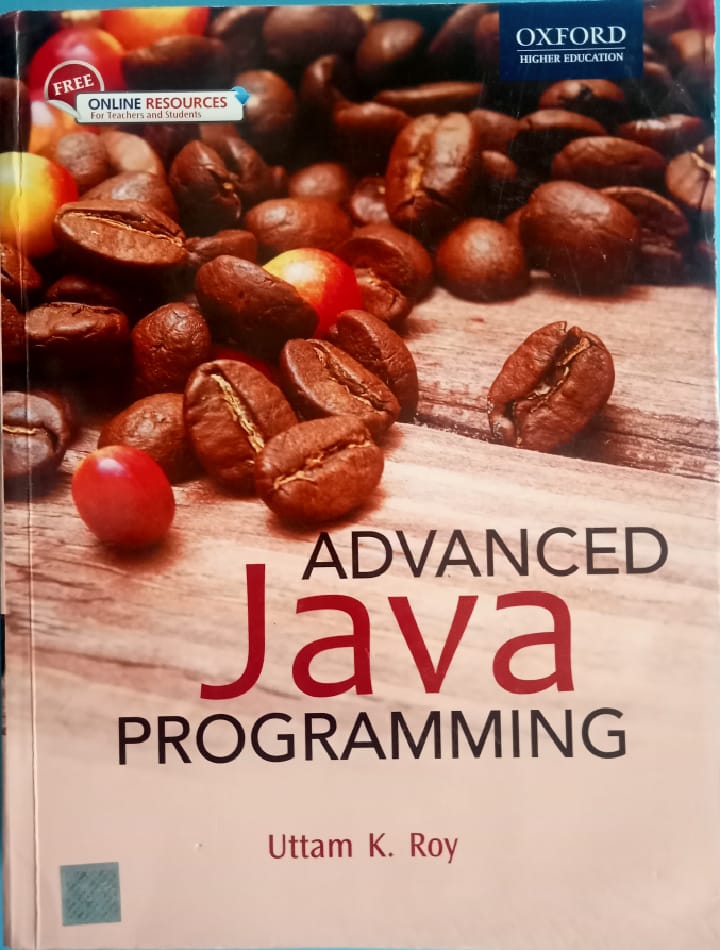 OXFORD
HIGHER EDUCATION
FREE
ONLINE RESOURCES
For Teachers and Students
ADVANCED
Java
PROGRAMMING
Uttam K. Roy